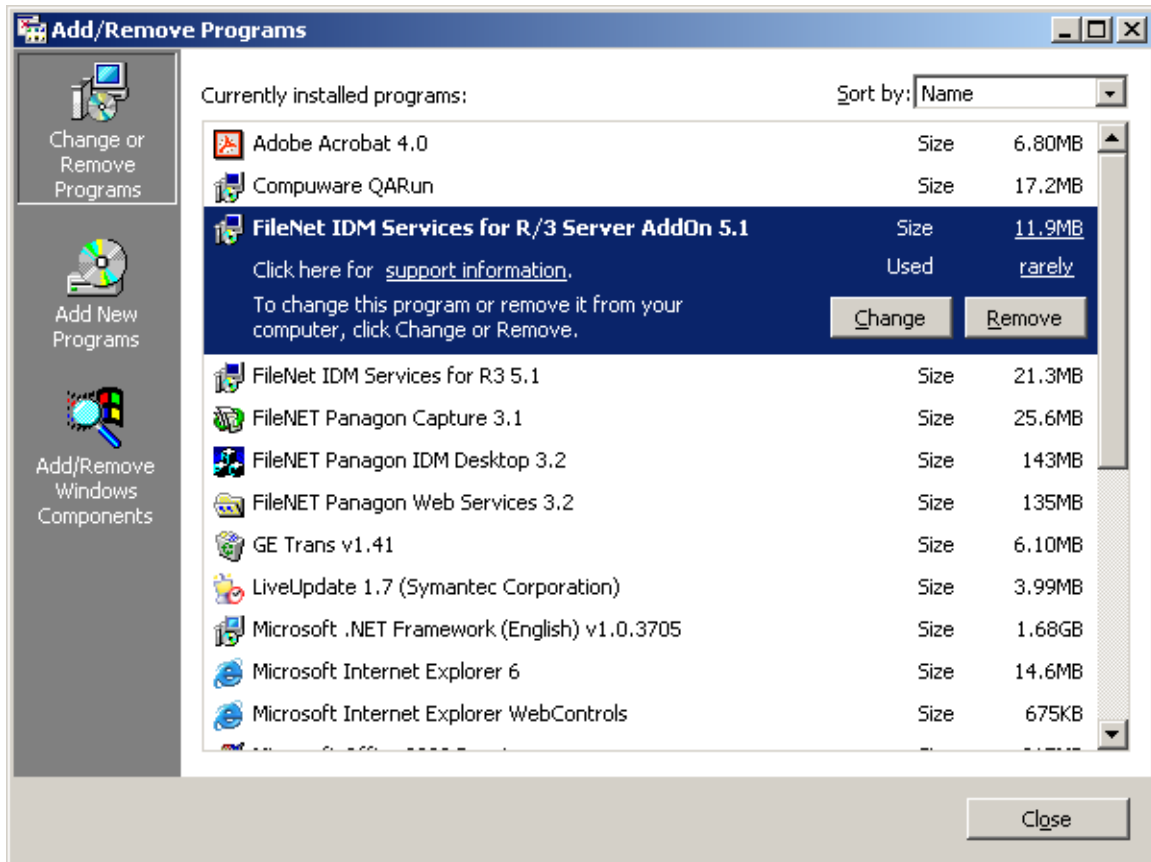 Add/Remove Programs
Change or
Remove
Programs
Add New
Programs
Add/Remove
Windows
Components
Currently installed programs:
Sort by: Name
Adobe Acrobat 4.0 Size 6.80MB
Compuware QARun Size 17.2MB
FileNet IDM Services for R/3 Server AddOn 5.1 Size 11.9MB
Click here for support information. Used rarely
To change this program or remove it from your
computer, click Change or Remove.
Change Remove
FileNet IDM Services for R3 5.1 Size 21.3MB
FileNET Panagon Capture 3.1 Size 25.6MB
FileNET Panagon IDM Desktop 3.2 Size 143MB
FileNET Panagon Web Services 3.2 Size 135MB
GE Trans v1.41 Size 6.10MB
LiveUpdate 1.7 (Symantec Corporation) Size 3.99MB
Microsoft .NET Framework (English) v1.0.3705 Size 1.68GB
Microsoft Internet Explorer 6 Size 14.6MB
Microsoft Internet Explorer WebControls Size 675KB
Close